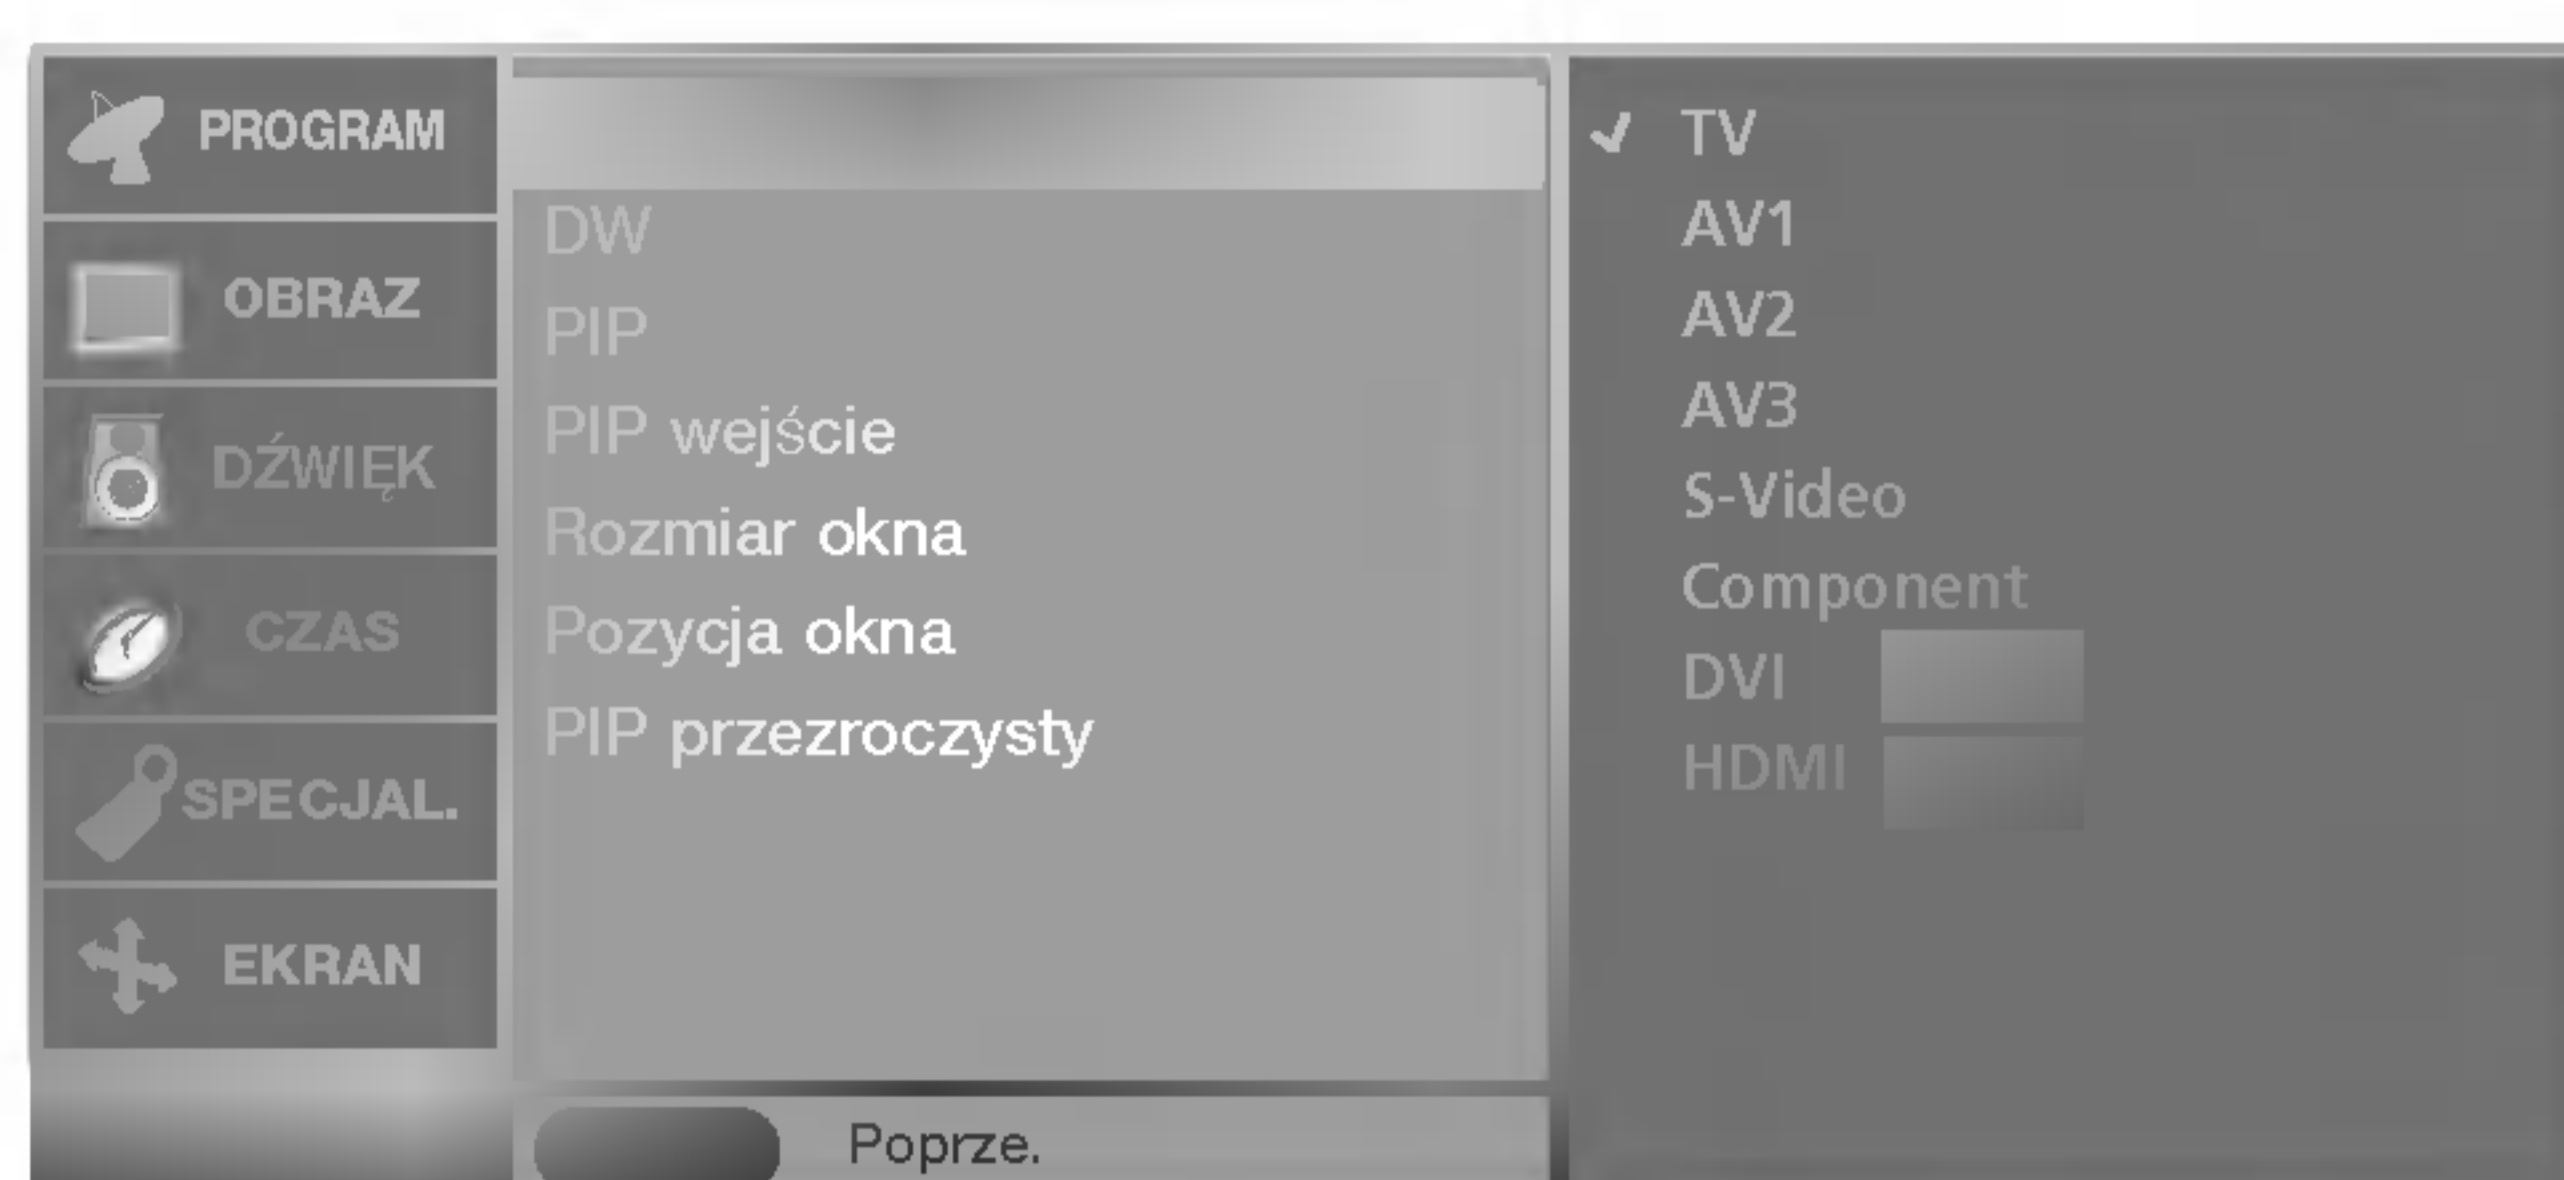 PROGRAM
OBRAZ
DŹWIĘK
CZAS
SPECJAL.
EKRAN
DW
PIP
PIP wejście
Rozmiar okna
Pozycja okna
PIP przezroczysty
Poprze.
TV
AV1
AV2
AV3
S-Video
Component
DVI
HDMI